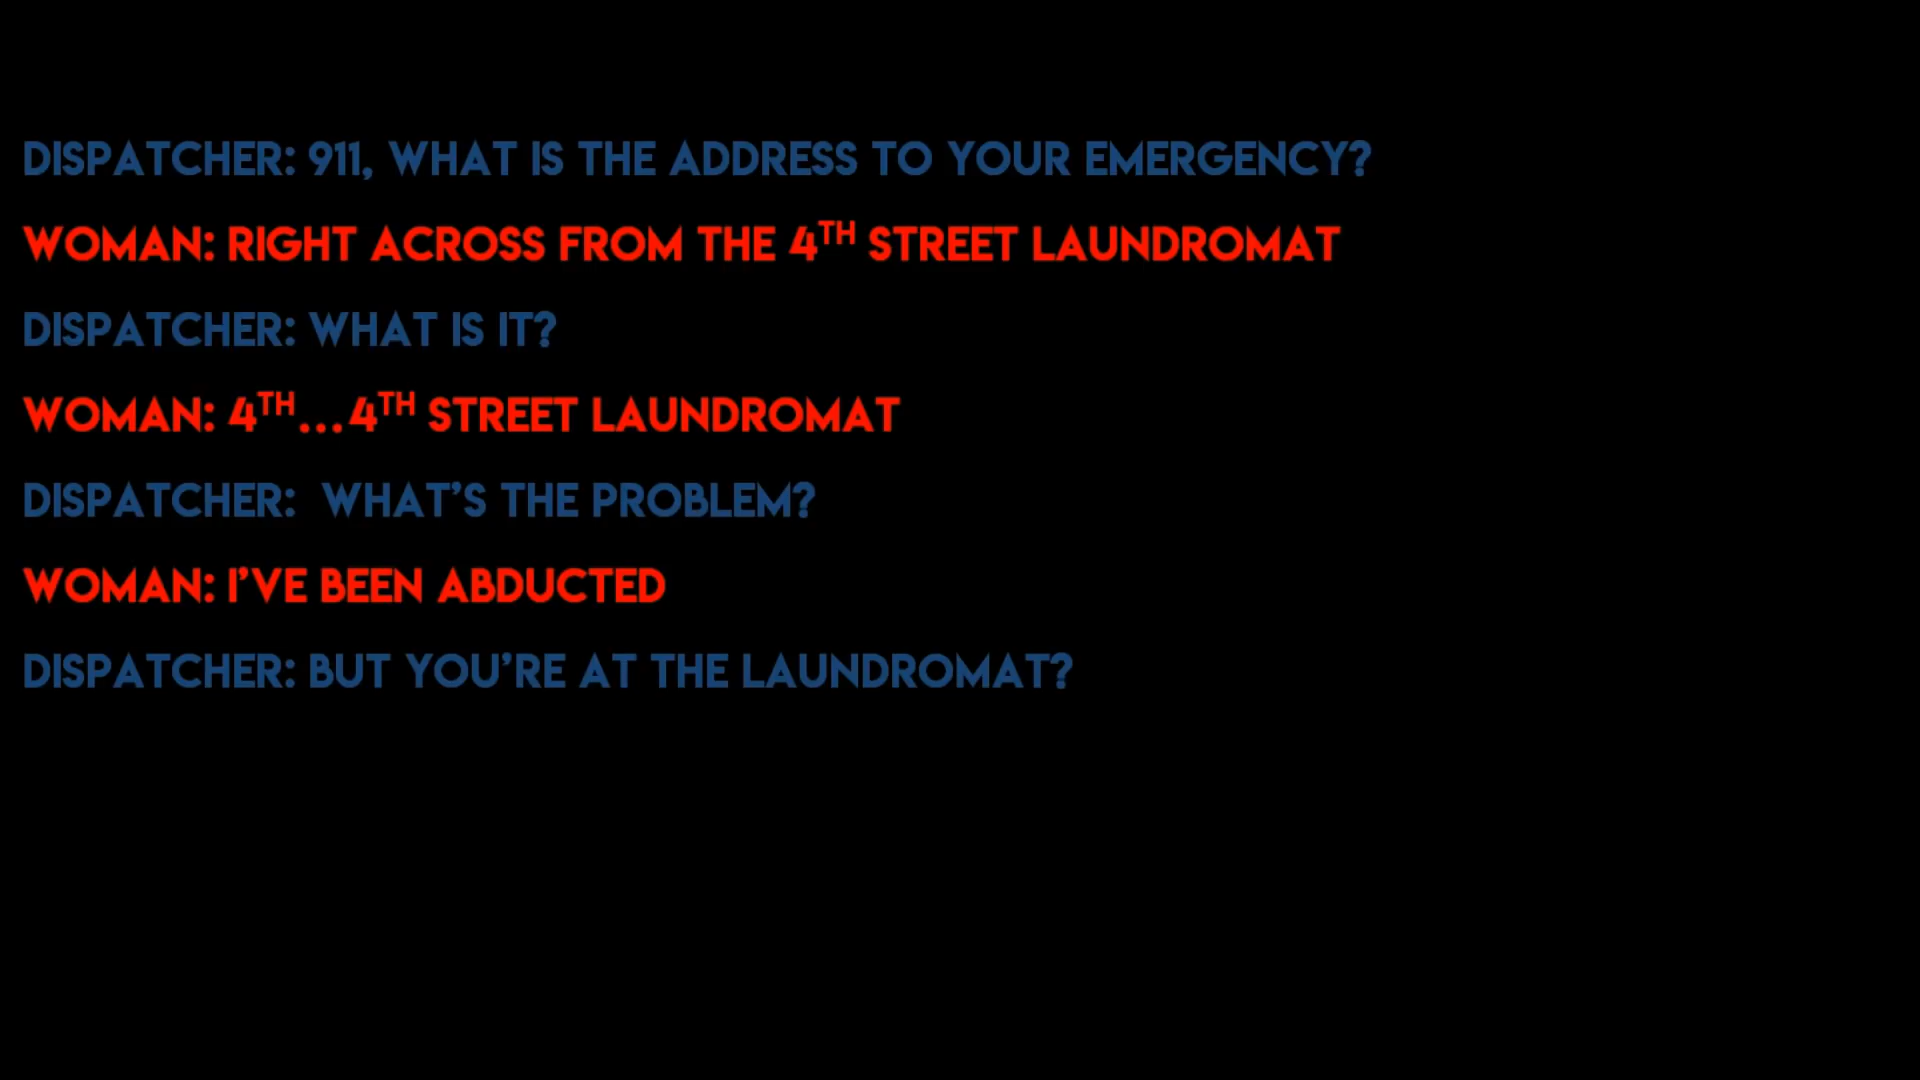 DISPATCHER: 911, WHAT IS THE ADDRESS TO YOUR EMERGENCY?
WOMAN: RIGHT ACROSS FROM THE 4TH STREET LAUNDROMAT
DISPATCHER: WHAT IS IT?
WOMAN: 4TH...4TH STREET LAUNDROMAT
DISPATCHER:  WHAT'S THE PROBLEM?
WOMAN: I'VE BEEN ABDUCTED
DISPATCHER: BUT YOU'RE AT THE LAUNDROMAT?